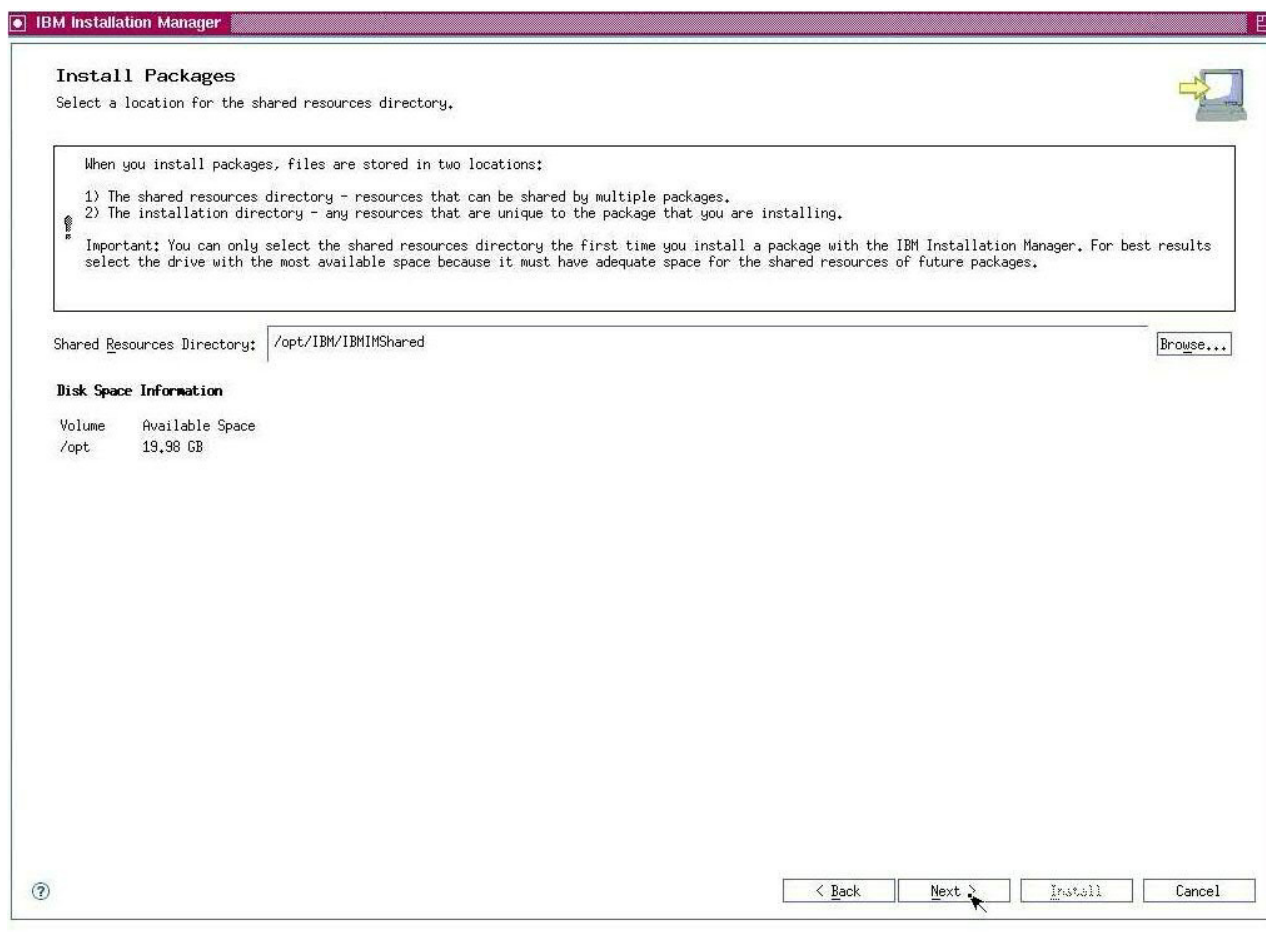 IBM Installation Manager
Install Packages
Select a location for the shared resources directory.
When you install packages, files are stored in two locations:
1) The shared resources directory - resources that can be shared by multiple packages.
2) The installation directory - any resources that are unique to the package that you are installing.
Important: You can only select the shared resources directory the first time you install a package with the IBM Installation Manager. For best results
select the drive with the most available space because it must have adequate space for the shared resources of future packages.
Shared Resources Directory: /opt/IBM/IBMIMShared Browse...
Disk Space Information
Volume Available Space
/opt 19.98 GB
? < Back Next > Install Cancel